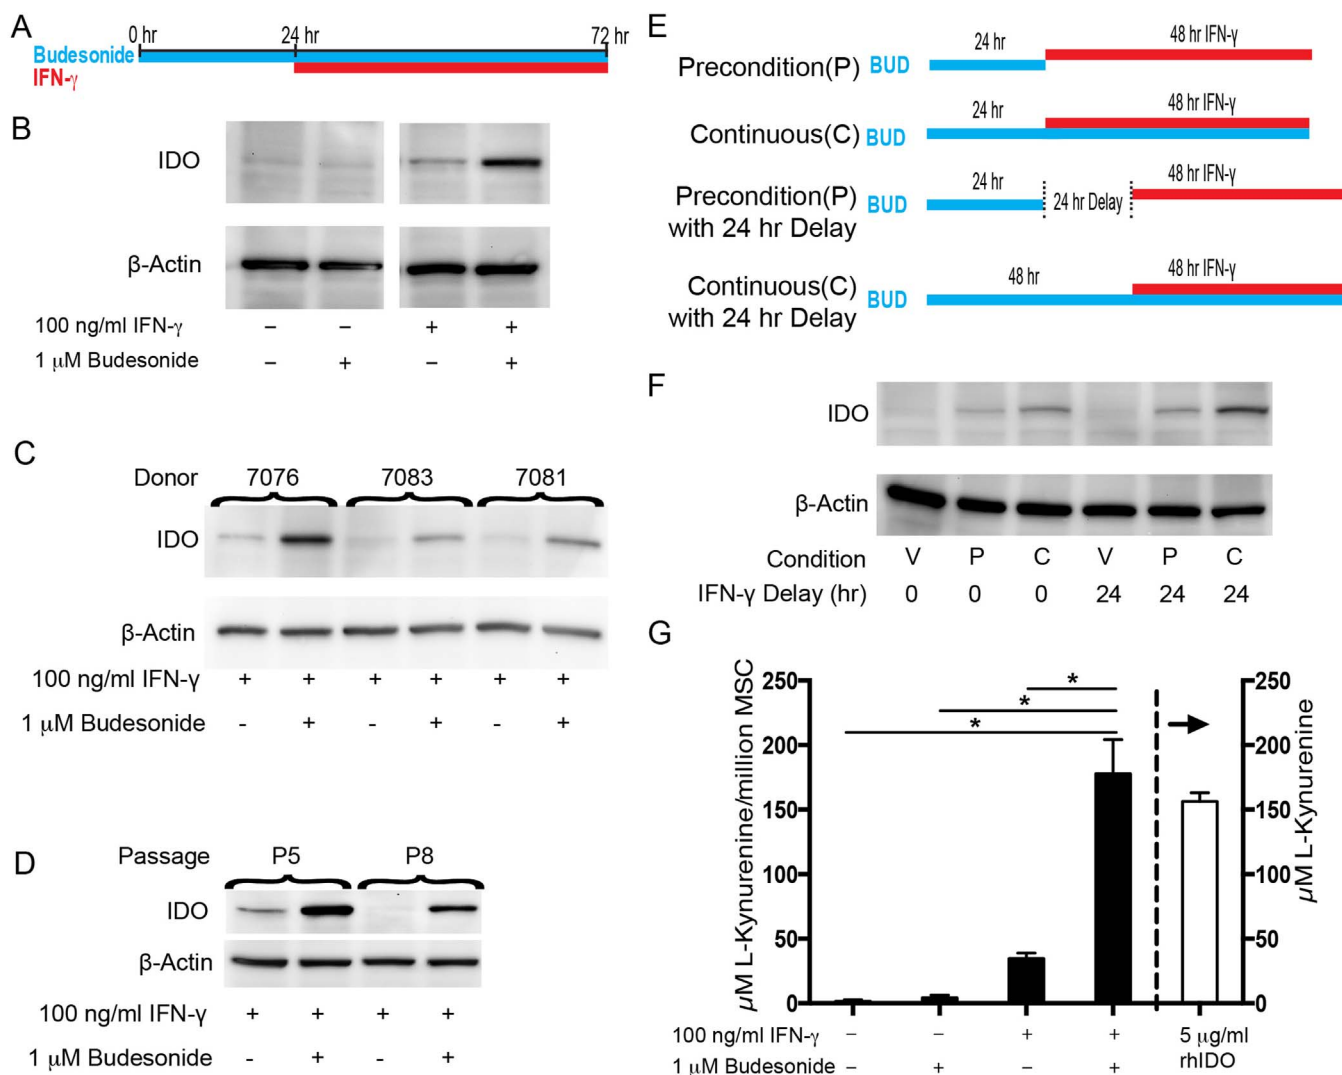 A
0 hr 24 hr 72 hr
Budesonide
IFN-γ
B
IDO
β-Actin
100 ng/ml IFN-γ – – + +
1 μM Budesonide – + – +
C
Donor 7076 7083 7081
IDO
β-Actin
100 ng/ml IFN-γ + + + + + +
1 μM Budesonide - + - + - +
D
Passage P5 P8
IDO
β-Actin
100 ng/ml IFN-γ + + + +
1 μM Budesonide - + - +
E
24 hr 48 hr IFN-γ
Precondition(P) BUD
24 hr 48 hr IFN-γ
Continuous(C) BUD
24 hr 48 hr IFN-γ
Precondition(P) BUD 24 hr Delay
with 24 hr Delay
48 hr 48 hr IFN-γ
Continuous(C) BUD
with 24 hr Delay
F
IDO
β-Actin
Condition V P C V P C
IFN-γ Delay (hr) 0 0 0 24 24 24
G
μM L-Kynurenine/million MSC
250
200
150
100
50
0
*
*
*
250
200
150
100
50
0
μM L-Kynurenine
100 ng/ml IFN-γ – – + +
1 μM Budesonide – + – +
5 μg/ml
rhIDO